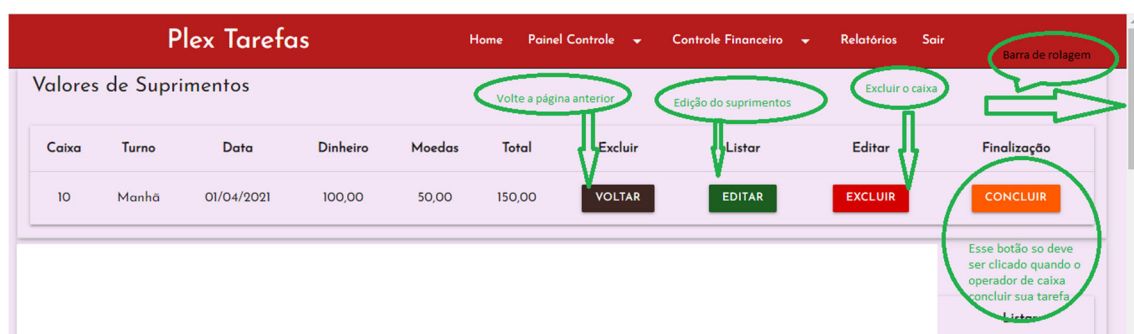 Plex Tarefas
Home Painel Controle Controle Financeiro Relatórios Sair
Barra de rolagem
Valores de Suprimentos
Volte a página anterior
Edição do suprimentos
Excluir o caixa
Caixa Turno Data Dinheiro Moedas Total Excluir Listar Editar Finalização
10 Manhã 01/04/2021 100,00 50,00 150,00 VOLTAR EDITAR EXCLUIR CONCLUIR
Esse botão so deve
ser clicado quando o
operador de caixa
concluir sua tarefa
Listar